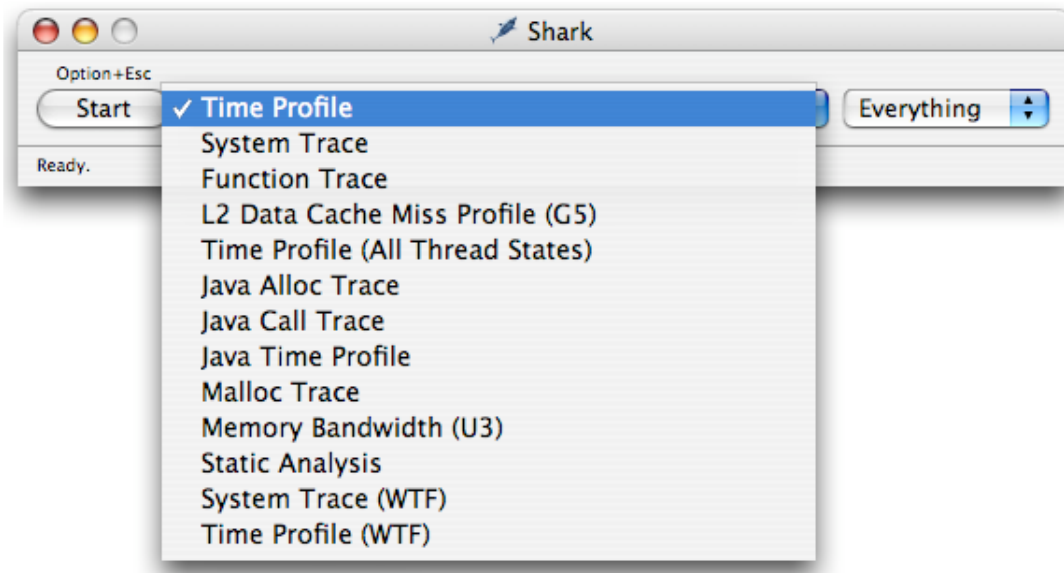 Shark
Option+Esc
Start
✓ Time Profile
Everything
System Trace
Ready.
Function Trace
L2 Data Cache Miss Profile (G5)
Time Profile (All Thread States)
Java Alloc Trace
Java Call Trace
Java Time Profile
Malloc Trace
Memory Bandwidth (U3)
Static Analysis
System Trace (WTF)
Time Profile (WTF)